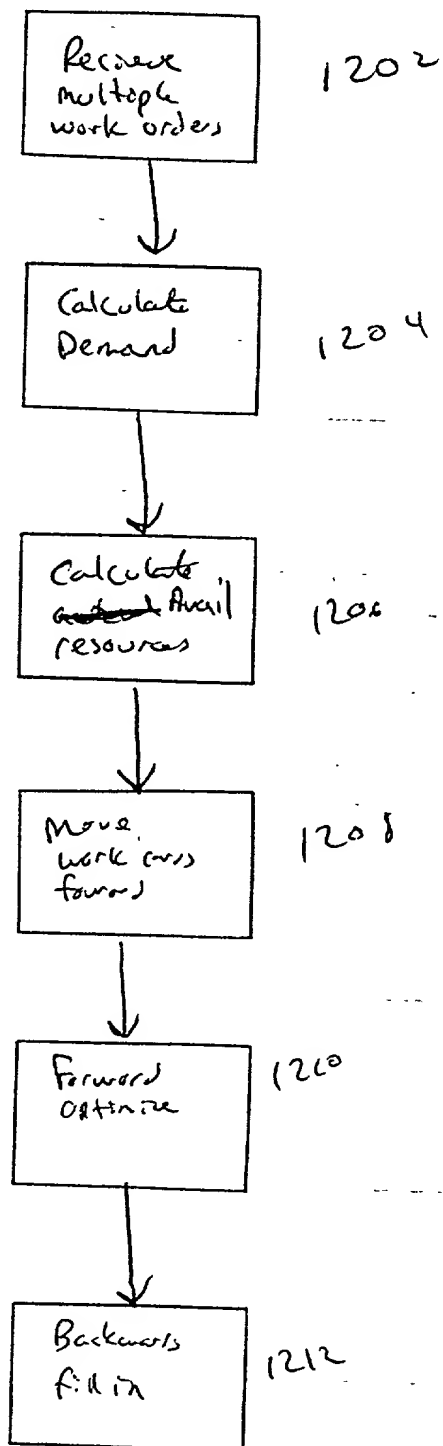 Recieve
multiple
work orders
1202
Calculate
Demand
1204
Calculate
Avail
resources
1206
Move
work
forward
1208
Forward
optimize
1210
Backwards
fill in
1212